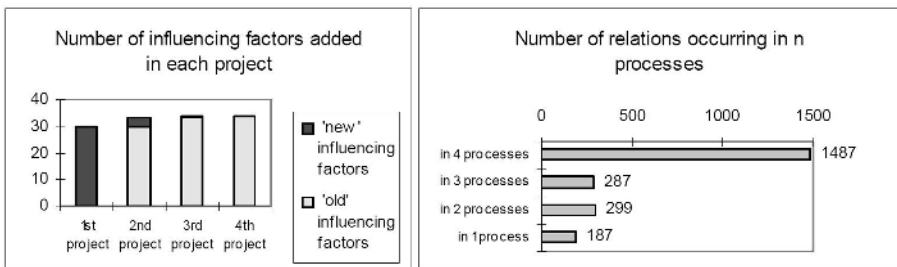 Number of influencing factors added
in each project
40
30
20
10
0
1st
project
2nd
project
3rd
project
4th
project
'new'
influencing
factors
'old'
influencing
factors
Number of relations occurring in n
processes
0 500 1000 1500
in 4 processes 1487
in 3 processes 287
in 2 processes 299
in 1process 187